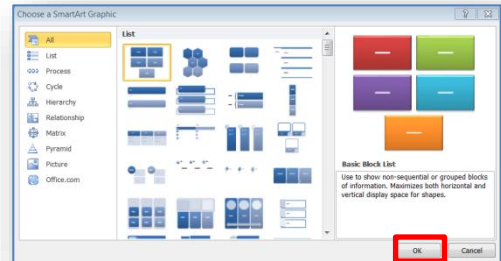 Choose a SmartArt Graphic
All
List
Process
Cycle
Hierarchy
Relationship
Matrix
Pyramid
Picture
Office.com
List
Basic Block List
Use to show non-sequential or grouped blocks
of information. Maximizes both horizontal and
vertical display space for shapes.
OK
Cancel